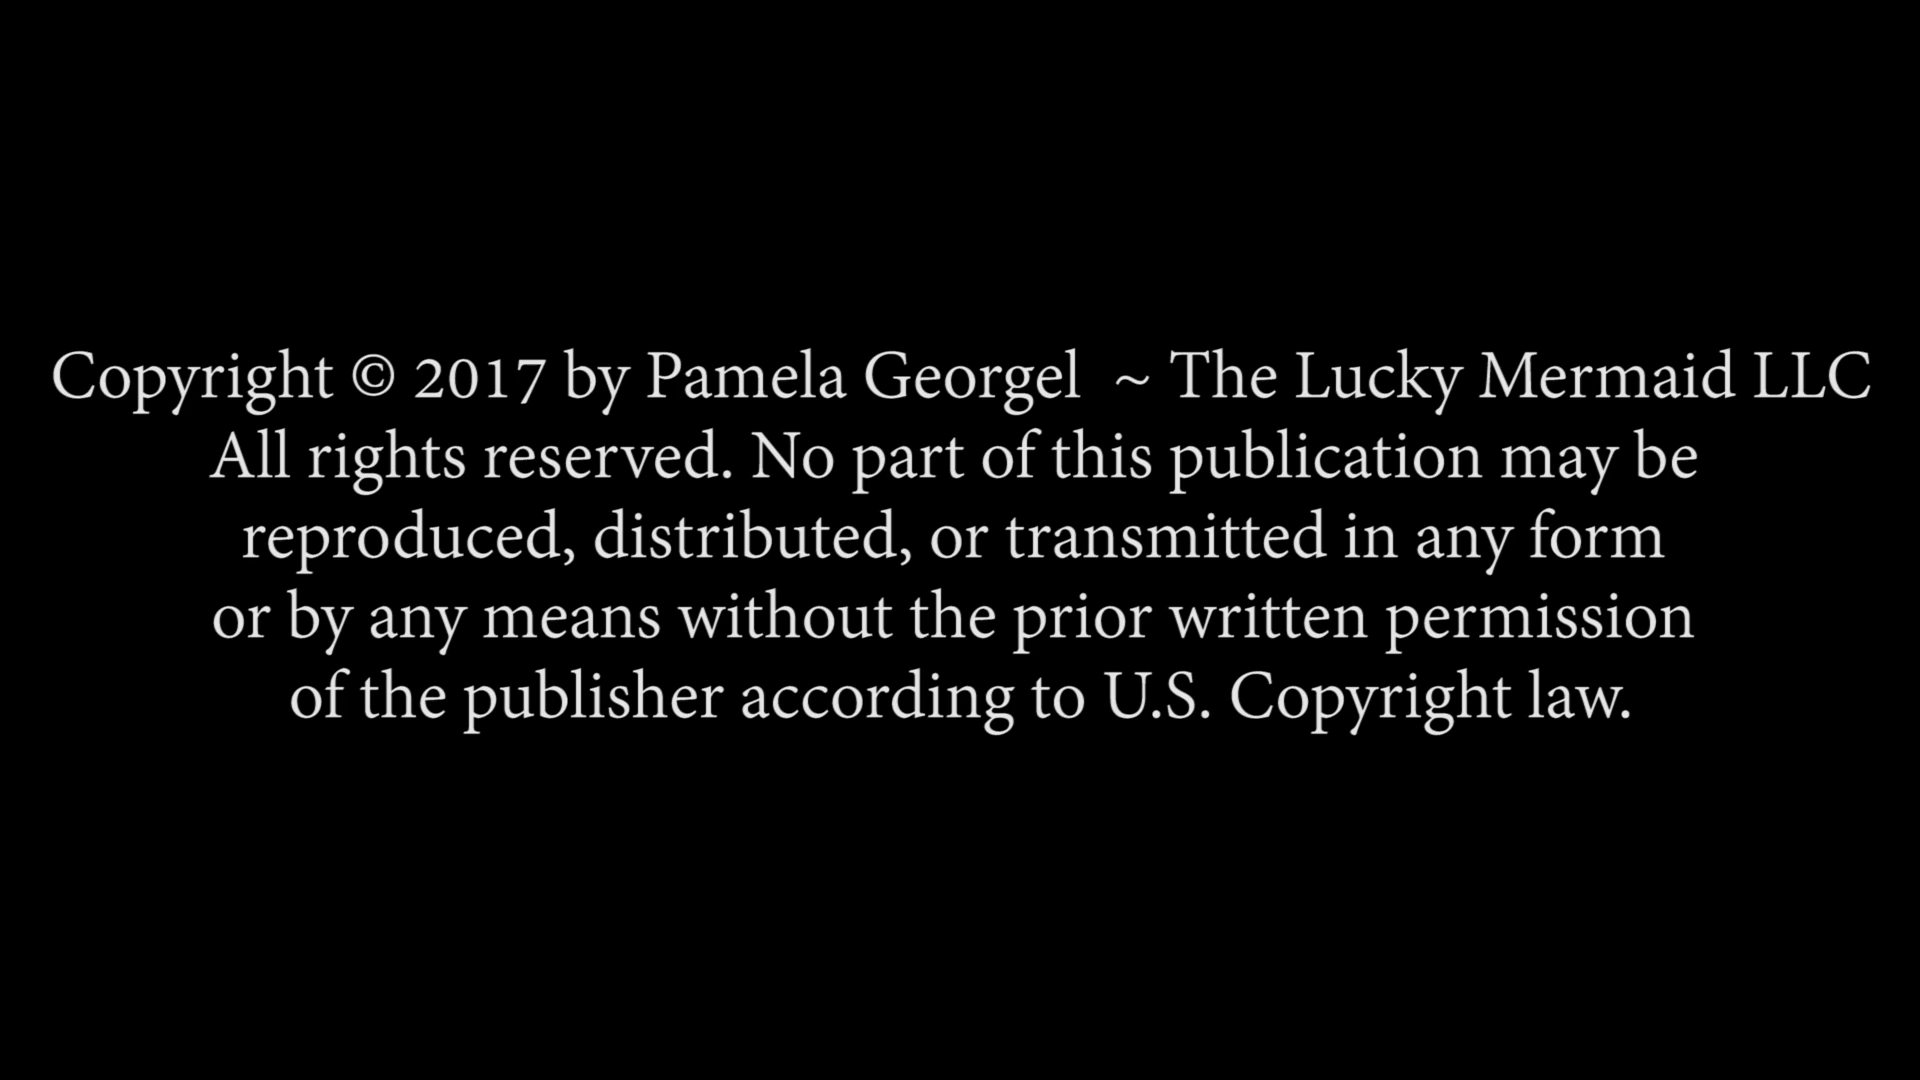 Copyright © 2017 by Pamela Georgel ~ The Lucky Mermaid LLC
All rights reserved. No part of this publication may be
reproduced, distributed, or transmitted in any form
or by any means without the prior written permission
of the publisher according to U.S. Copyright law.